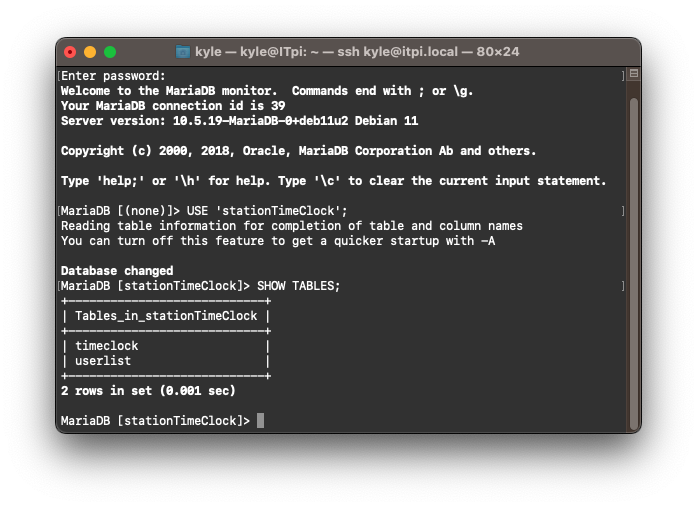 kyle — kyle@ITpi: ~ — ssh kyle@itpi.local — 80×24
[Enter password: ]
Welcome to the MariaDB monitor.  Commands end with ; or \g.
Your MariaDB connection id is 39
Server version: 10.5.19-MariaDB-0+deb11u2 Debian 11
Copyright (c) 2000, 2018, Oracle, MariaDB Corporation Ab and others.
Type 'help;' or '\h' for help. Type '\c' to clear the current input statement.
[MariaDB [(none)]> USE 'stationTimeClock'; ]
Reading table information for completion of table and column names
You can turn off this feature to get a quicker startup with -A
Database changed
[MariaDB [stationTimeClock]> SHOW TABLES; ]
+----------------------------+
| Tables_in_stationTimeClock |
+----------------------------+
| timeclock                  |
| userlist                   |
+----------------------------+
2 rows in set (0.001 sec)
MariaDB [stationTimeClock]>